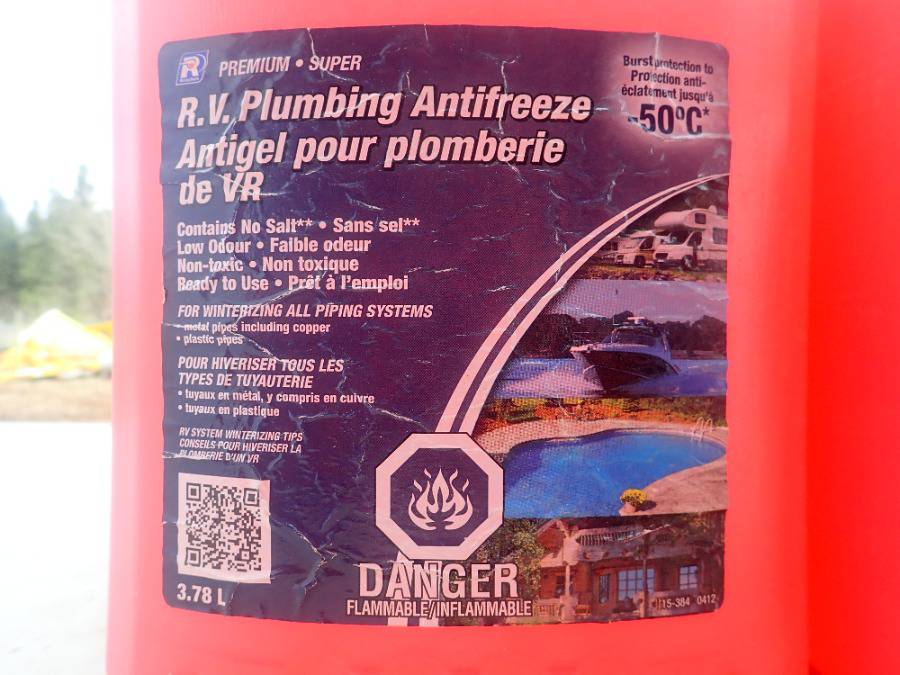 PREMIUM • SUPER
R.V. Plumbing Antifreeze
Antigel pour plomberie
de VR
Burst protection to
Projection anti-
éclatement jusqu'à
-50°C*
Contains No Salt** • Sans sel**
Low Odour • Faible odeur
Non-toxic • Non toxique
Ready to Use • Prêt à l'emploi
FOR WINTERIZING ALL PIPING SYSTEMS
• metal pipes including copper
• plastic pipes
POUR HIVERISER TOUS LES
TYPES DE TUYAUTERIE
• tuyaux en métal, y compris en cuivre
• tuyaux en plastique
RV SYSTEM WINTERIZING TIPS
CONSEILS POUR HIVERISER LA
PLOMBERIE D'UN VR
3.78 L
DANGER
FLAMMABLE/INFLAMMABLE
15-384 0412